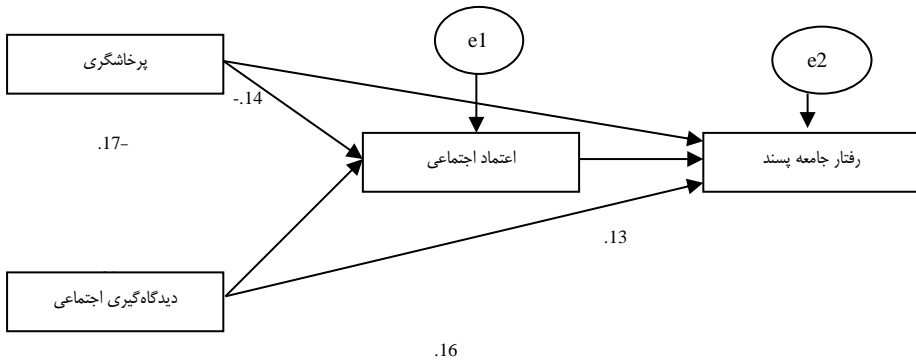 e1
پرخاشگری
e2
-.14
.17-
اعتماد اجتماعی
رفتار جامعه پسند
.13
دیدگاه‌گیری اجتماعی
.16